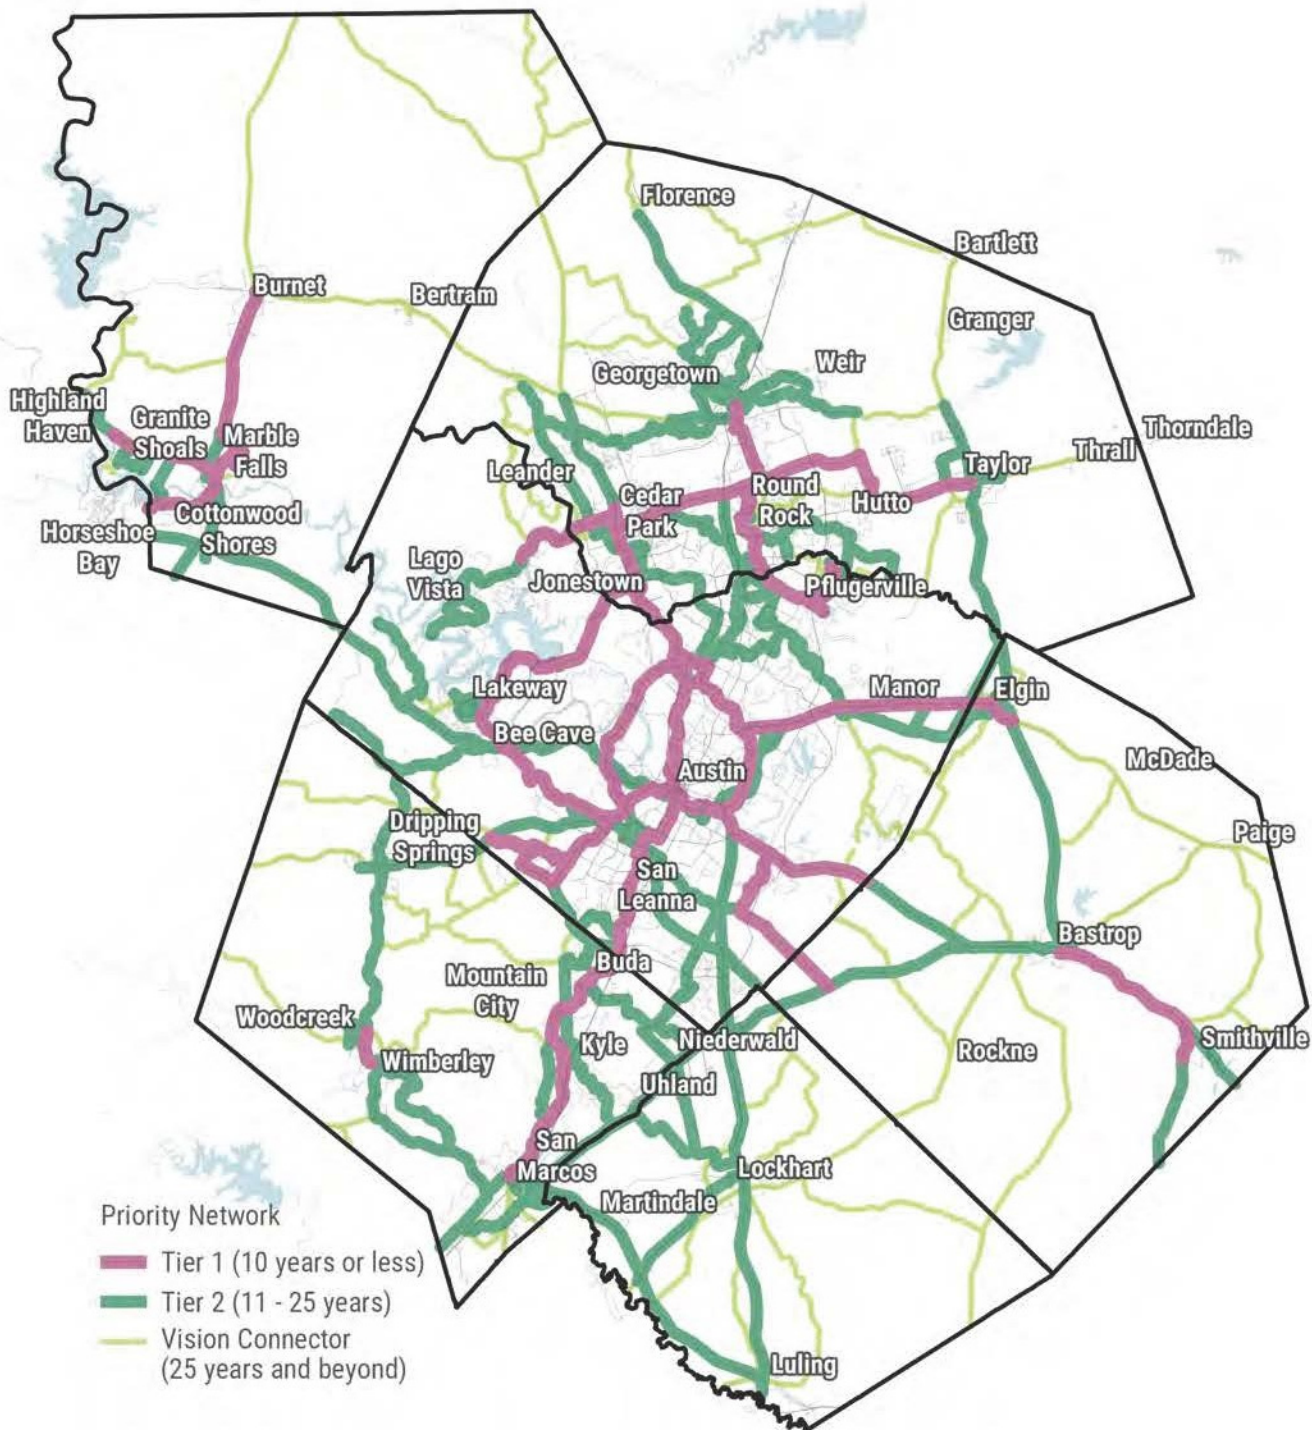 Florence
Bartlett
Burnet
Bertram
Granger
Georgetown
Weir
Highland
Haven
Granite
Shoals
Marble
Falls
Thorndale
Thrall
Taylor
Leander
Cedar
Park
Round
Rock
Hutto
Cottonwood
Shores
Horseshoe
Bay
Lago
Vista
Jonestown
Pflugerville
Lakeway
Manor
Elgin
Bee Cave
McDade
Austin
Dripping
Springs
Paige
San
Leanna
Bastrop
Buda
Mountain
City
Woodcreek
Niederwald
Smithville
Kyle
Rockne
Wimberley
Uhland
San
Marcos
Lockhart
Martindale
Luling
Priority Network
Tier 1 (10 years or less)
Tier 2 (11 - 25 years)
Vision Connector
(25 years and beyond)